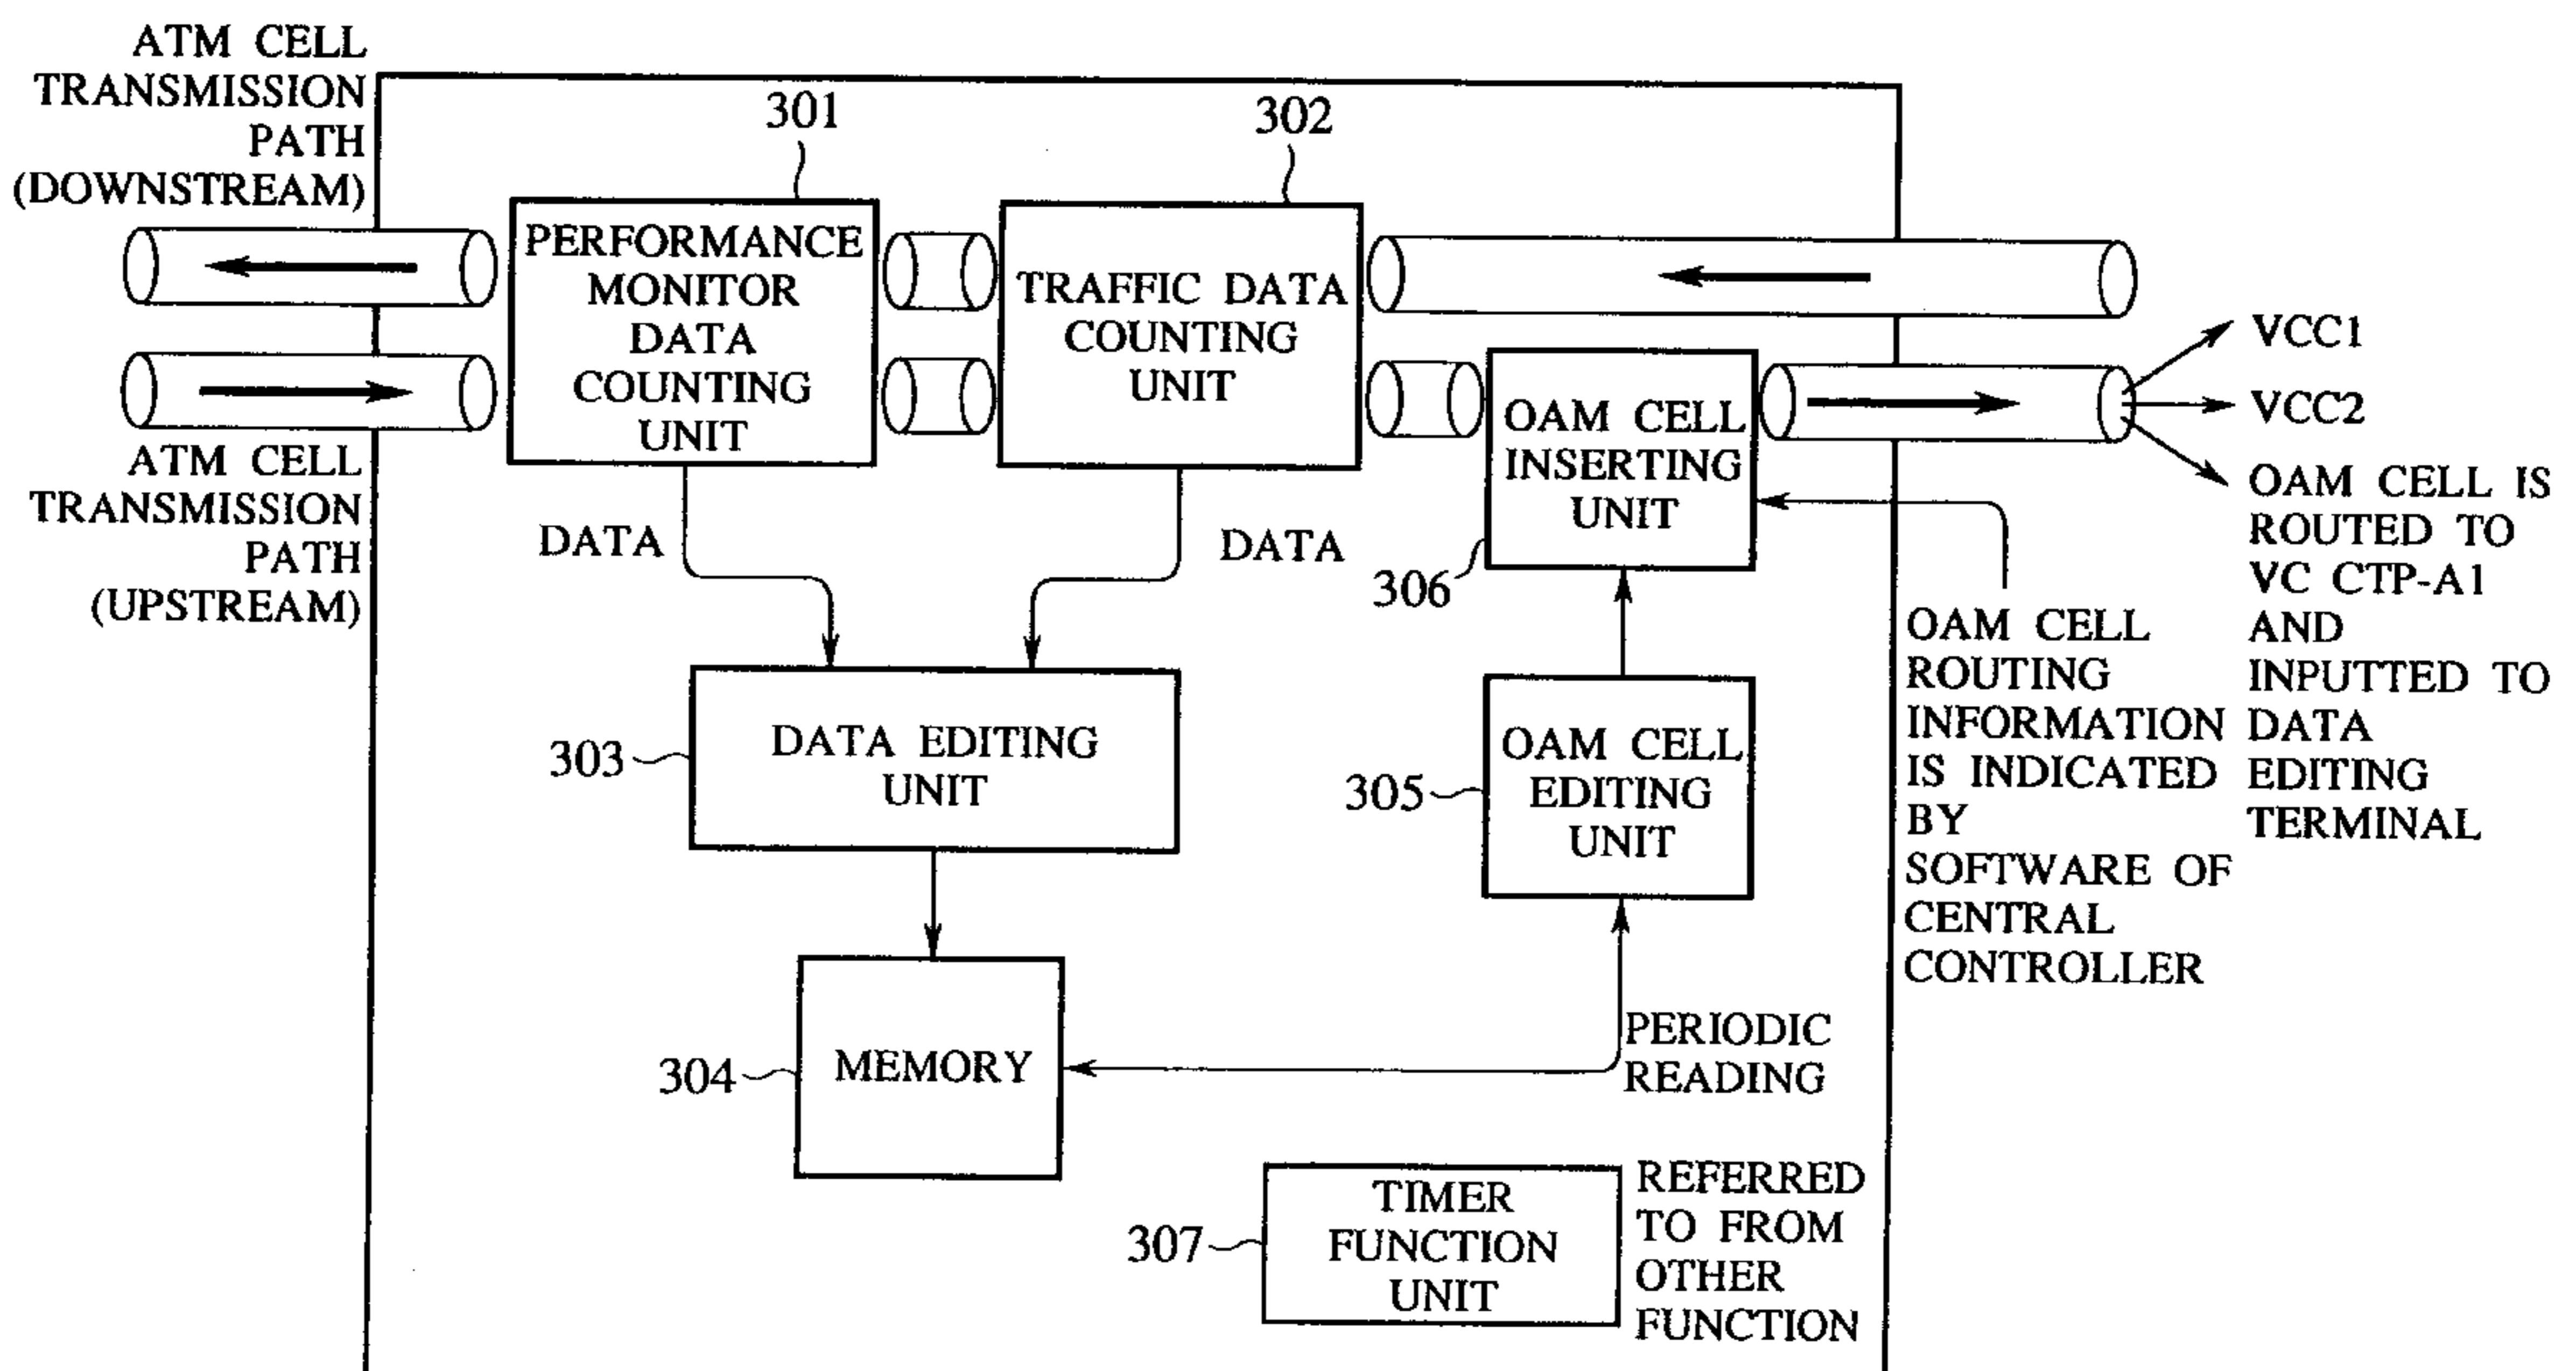 ATM CELL
TRANSMISSION
PATH
(DOWNSTREAM)
301
302
PERFORMANCE
MONITOR
DATA
COUNTING
UNIT
TRAFFIC DATA
COUNTING
UNIT
ATM CELL
TRANSMISSION
PATH
(UPSTREAM)
OAM CELL
INSERTING
UNIT
306
VCC1
VCC2
OAM CELL IS
ROUTED TO
VC CTP-A1
AND
INPUTTED TO
DATA
EDITING
TERMINAL
OAM CELL
ROUTING
INFORMATION
IS INDICATED
BY
SOFTWARE OF
CENTRAL
CONTROLLER
DATA
DATA
303
DATA EDITING
UNIT
305
OAM CELL
EDITING
UNIT
304
MEMORY
PERIODIC
READING
307
TIMER
FUNCTION
UNIT
REFERRED
TO FROM
OTHER
FUNCTION